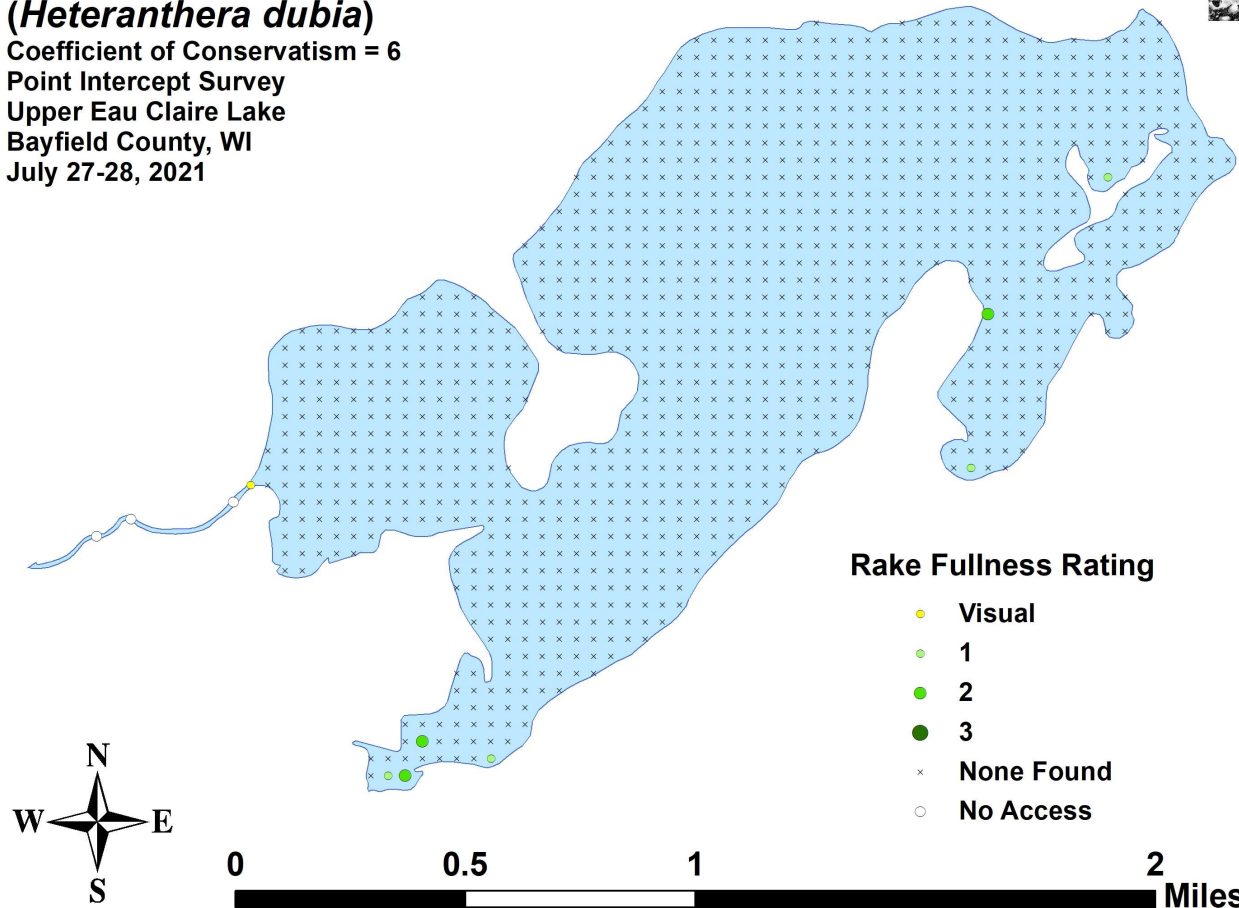 (Heteranthera dubia)
Coefficient of Conservatism = 6
Point Intercept Survey
Upper Eau Claire Lake
Bayfield County, WI
July 27-28, 2021
Rake Fullness Rating
Visual
1
2
3
None Found
No Access
N
W E
S
0 0.5 1 2
Miles